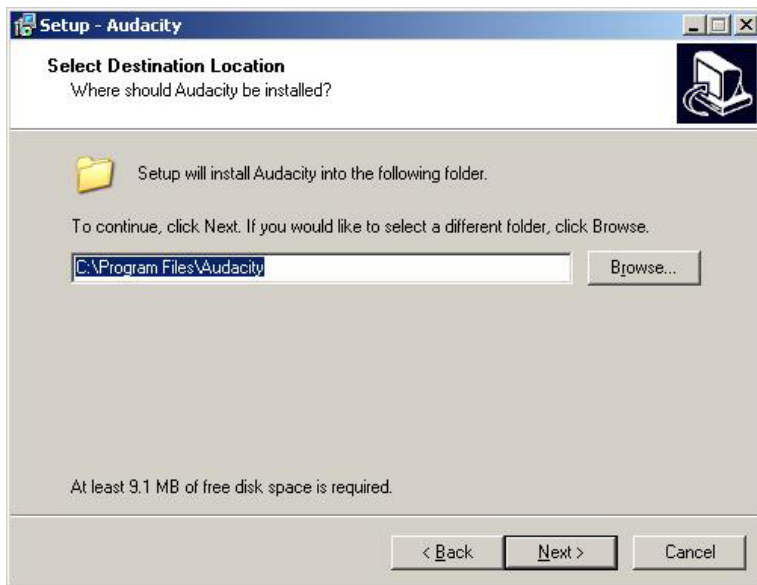 Setup - Audacity
Select Destination Location
Where should Audacity be installed?
Setup will install Audacity into the following folder.
To continue, click Next. If you would like to select a different folder, click Browse.
C:\Program Files\Audacity
Browse...
At least 9.1 MB of free disk space is required.
< Back
Next >
Cancel